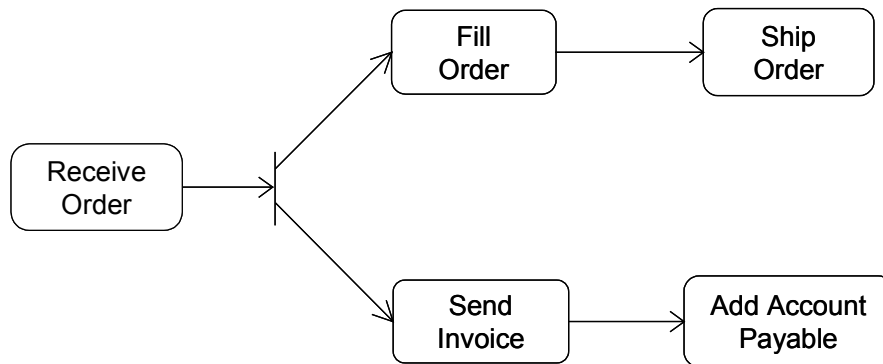 Fill
Order
Ship
Order
Receive
Order
Send
Invoice
Add Account
Payable